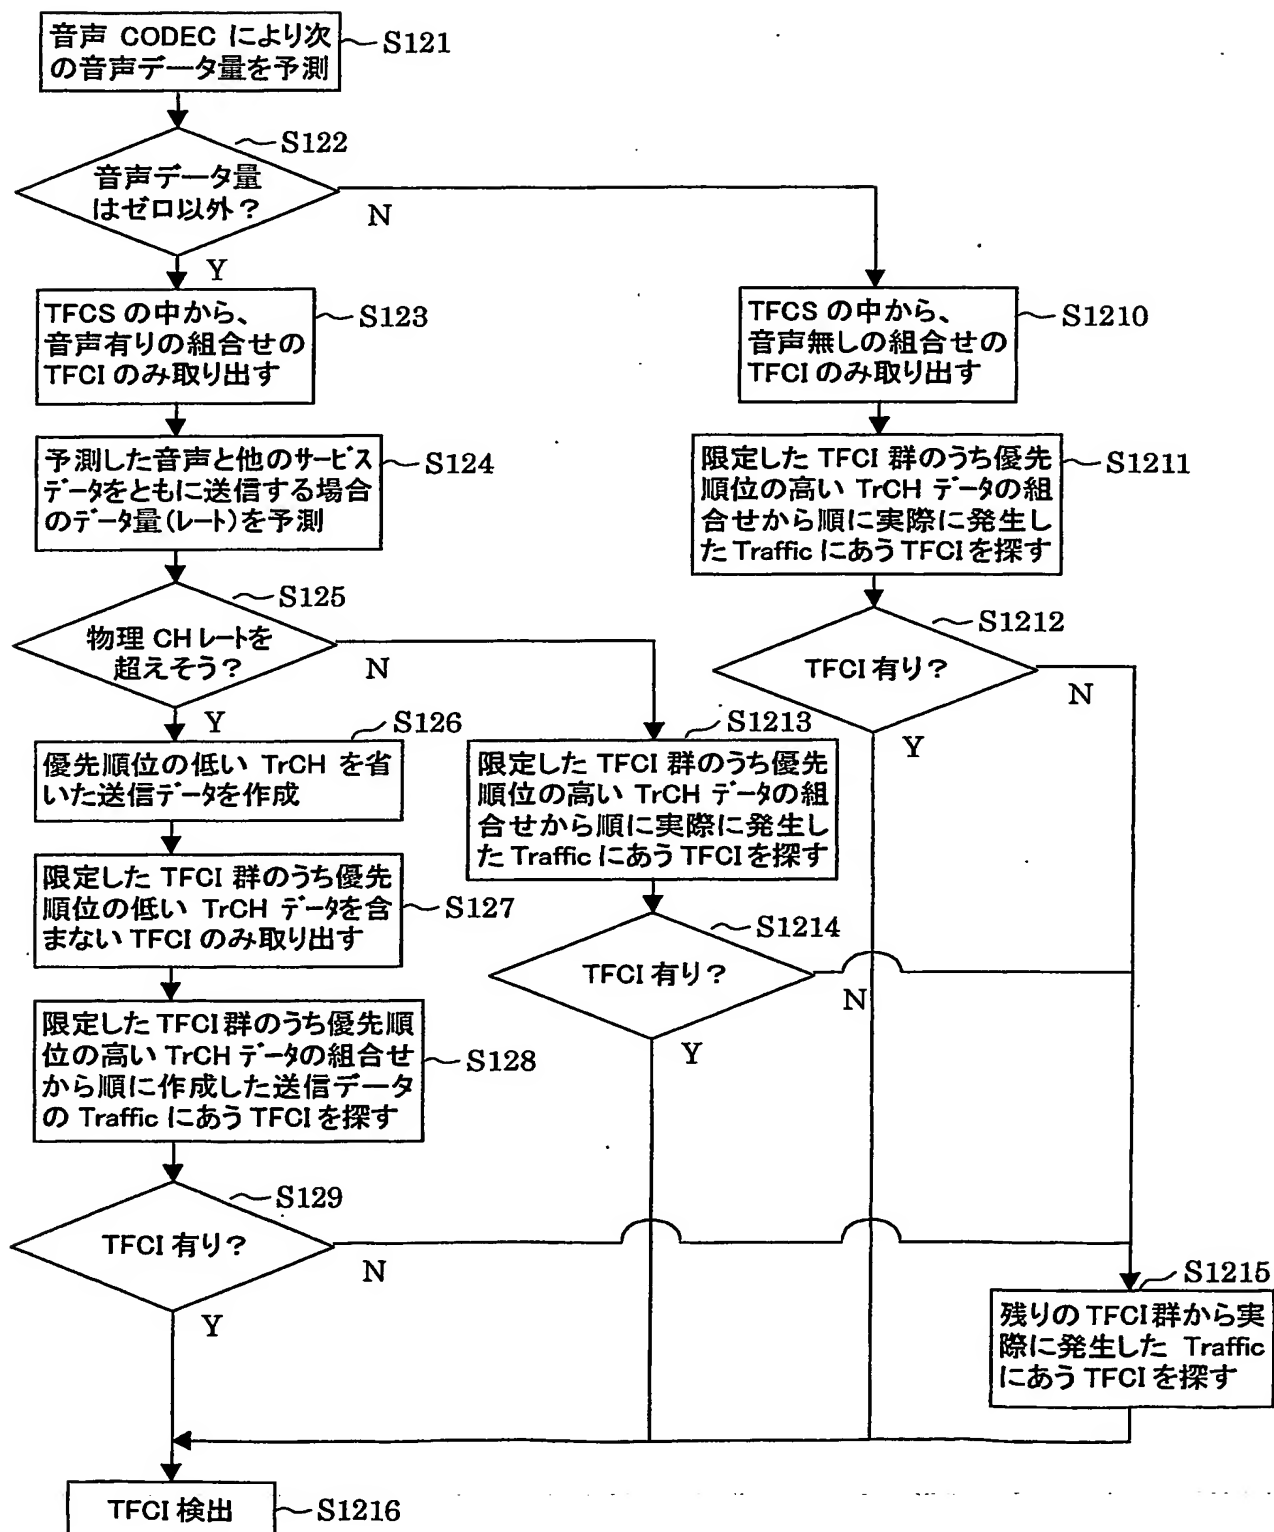 音声 CODEC により次
の音声データ量を予測
S121
S122
音声データ量
はゼロ以外？
N
Y
TFCS の中から、
音声有りの組合せの
TFCI のみ取り出す
S123
TFCS の中から、
音声無しの組合せの
TFCI のみ取り出す
S1210
予測した音声と他のサービス
データをともに送信する場合
のデータ量(レート)を予測
S124
限定した TFCI 群のうち優先
順位の高い TrCH データの組
合せから順に実際に発生し
た Traffic にあう TFCI を探す
S1211
S125
物理 CH レートを
超えそう？
N
Y
S1212
TFCI 有り？
N
Y
S126
優先順位の低い TrCH を省
いた送信データを作成
S1213
限定した TFCI 群のうち優先
順位の高い TrCH データの組
合せから順に実際に発生し
た Traffic にあう TFCI を探す
限定した TFCI 群のうち優先
順位の低い TrCH データを含
まない TFCI のみ取り出す
S127
S1214
TFCI 有り？
N
Y
限定した TFCI 群のうち優先順
位の高い TrCH データの組合せ
から順に作成した送信データ
の Traffic にあう TFCI を探す
S128
S129
TFCI 有り？
N
Y
S1215
残りの TFCI 群から実
際に発生した Traffic
にあう TFCI を探す
TFCI 検出
S1216